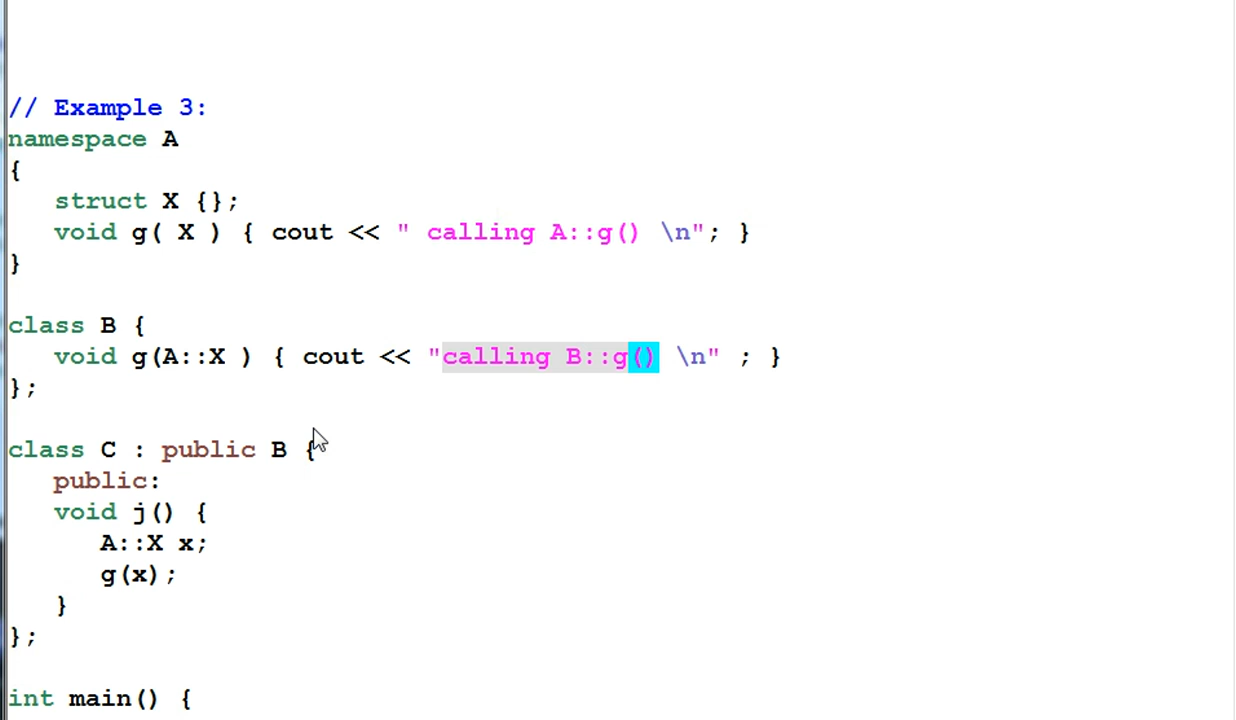 // Example 3:
namespace A
{
   struct X {};
   void g( X ) { cout << " calling A::g() \n"; }
}
class B {
   void g(A::X ) { cout << "calling B::g() \n" ; }
};
class C : public B {
   public:
   void j() {
      A::X x;
      g(x);
   }
};
int main() {